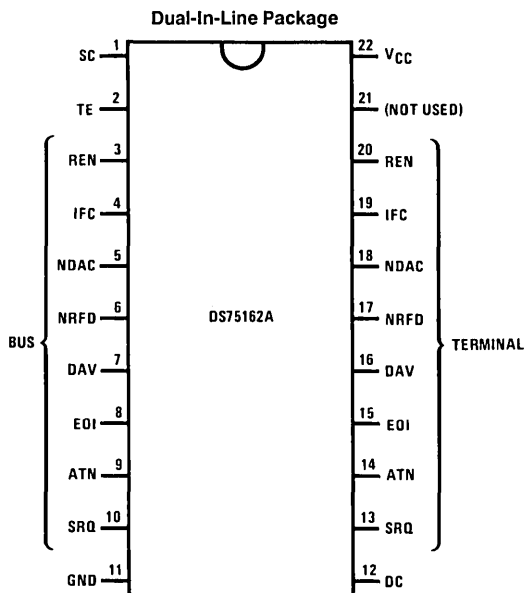 Dual-In-Line Package
SC 1 22 VCC
TE 2 21 (NOT USED)
REN 3 20 REN
IFC 4 19 IFC
NDAC 5 18 NDAC
NRFD 6 DS75162A 17 NRFD
BUS TERMINAL
DAV 7 16 DAV
EOI 8 15 EOI
ATN 9 14 ATN
SRQ 10 13 SRQ
GND 11 12 DC